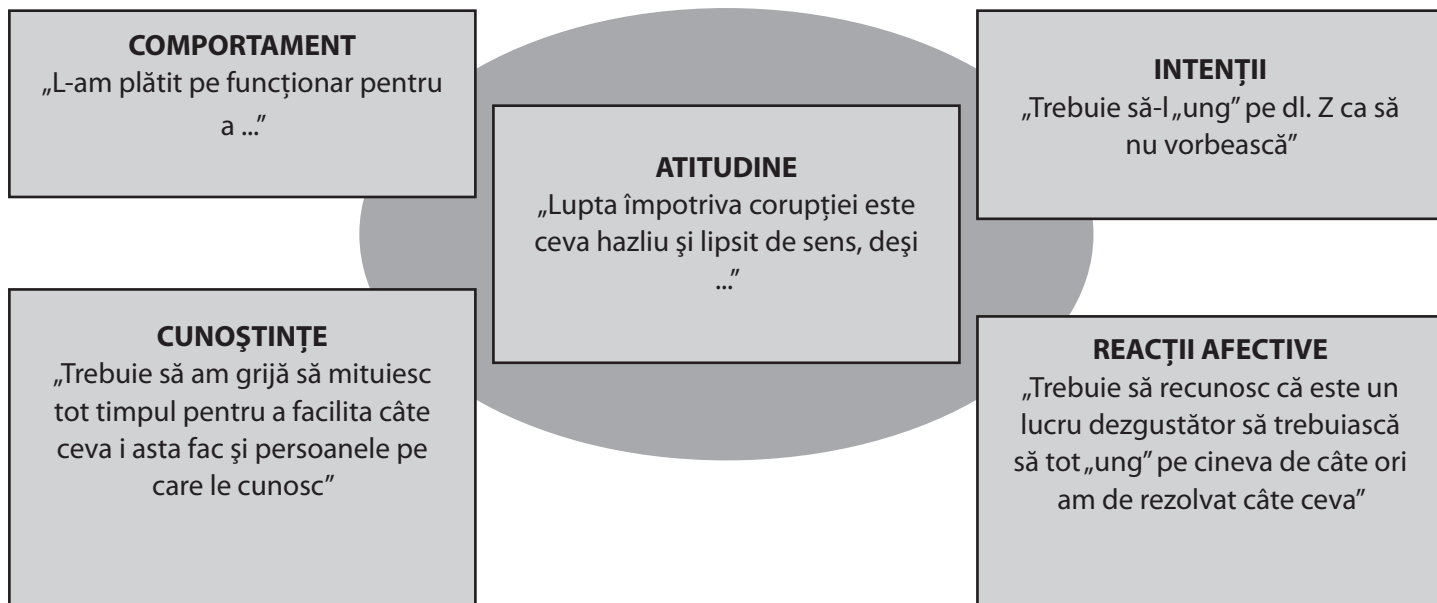 COMPORTAMENT
„L-am plătit pe funcționar pentru
a ...”
INTENȚII
„Trebuie să-l „ung” pe dl. Z ca să
nu vorbească”
ATITUDINE
„Lupta împotriva corupției este
ceva hazliu şi lipsit de sens, deşi
...”
CUNOŞTINȚE
„Trebuie să am grijă să mituiesc
tot timpul pentru a facilita câte
ceva i asta fac şi persoanele pe
care le cunosc”
REACȚII AFECTIVE
„Trebuie să recunosc că este un
lucru dezgustător să trebuiască
să tot „ung” pe cineva de câte ori
am de rezolvat câte ceva”